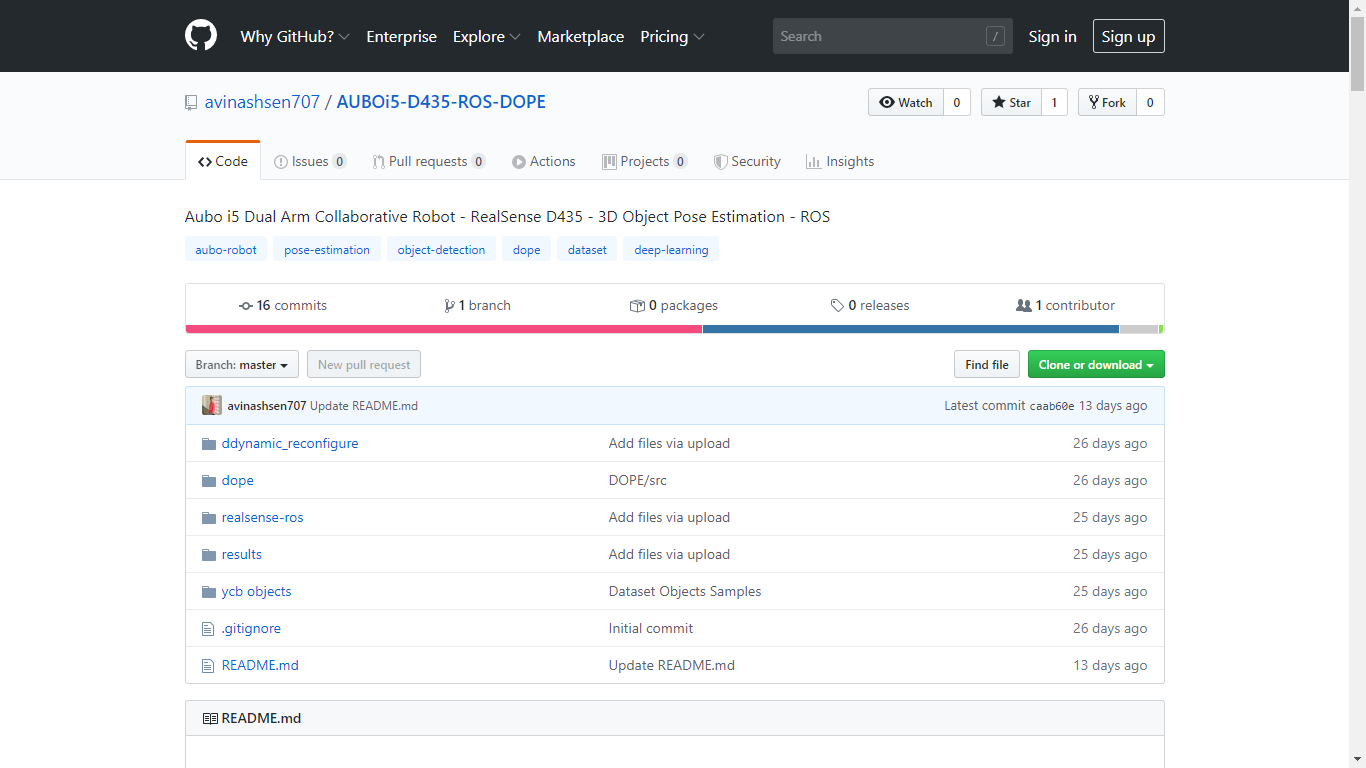 Why GitHub? Enterprise Explore Marketplace Pricing Search / Sign in Sign up
avinashsen707 / AUBOi5-D435-ROS-DOPE Watch 0 Star 1 Fork 0
Code Issues 0 Pull requests 0 Actions Projects 0 Security Insights
Aubo i5 Dual Arm Collaborative Robot - RealSense D435 - 3D Object Pose Estimation - ROS
aubo-robot pose-estimation object-detection dope dataset deep-learning
16 commits 1 branch 0 packages 0 releases 1 contributor
Branch: master New pull request Find file Clone or download
avinashsen707 Update README.md Latest commit caab60e 13 days ago
ddynamic_reconfigure Add files via upload 26 days ago
dope DOPE/src 26 days ago
realsense-ros Add files via upload 25 days ago
results Add files via upload 25 days ago
ycb objects Dataset Objects Samples 25 days ago
.gitignore Initial commit 26 days ago
README.md Update README.md 13 days ago
README.md